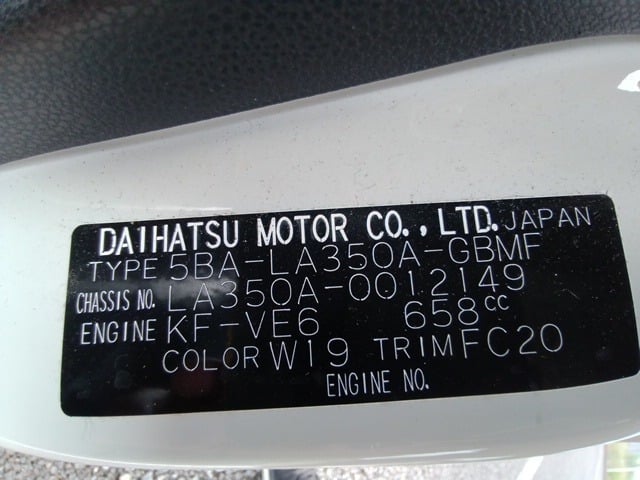 DAIHATSU MOTOR CO.,LTD. JAPAN
TYPE 5BA-LA350A-GBMF
CHASSIS NO. LA350A-0012149
ENGINE KF-VE6 658cc
COLOR W19 TRIM FC20
ENGINE NO.